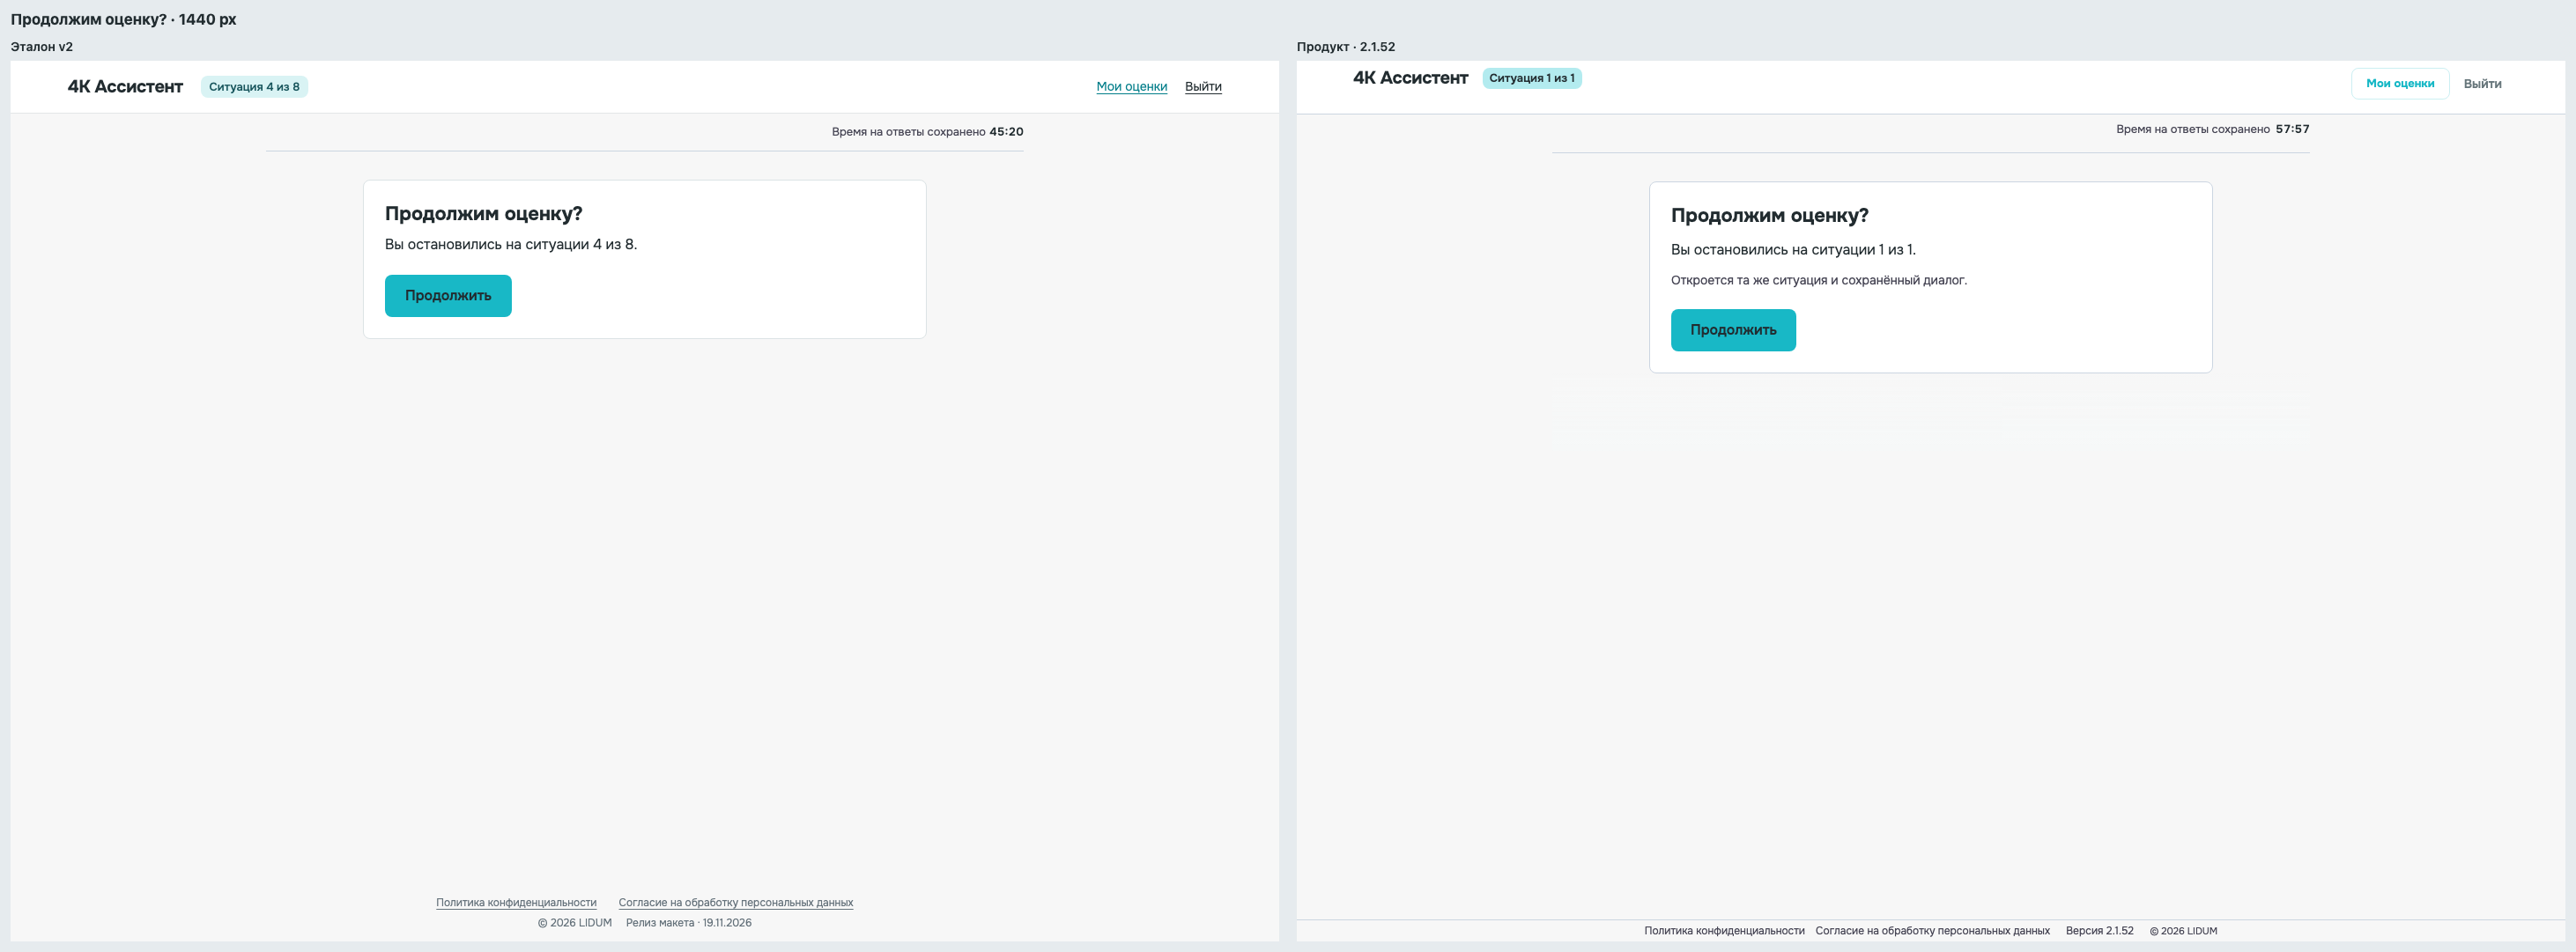 Продолжим оценку? · 1440 px
Эталон v2
4К Ассистент
Ситуация 4 из 8
Мои оценки
Выйти
Время на ответы сохранено 45:20
Продолжим оценку?
Вы остановились на ситуации 4 из 8.
Продолжить
Политика конфиденциальности
Согласие на обработку персональных данных
© 2026 LIDUM
Релиз макета · 19.11.2026
Продукт · 2.1.52
4К Ассистент
Ситуация 1 из 1
Мои оценки
Выйти
Время на ответы сохранено 57:57
Продолжим оценку?
Вы остановились на ситуации 1 из 1.
Откроется та же ситуация и сохранённый диалог.
Продолжить
Политика конфиденциальности
Согласие на обработку персональных данных
Версия 2.1.52
© 2026 LIDUM